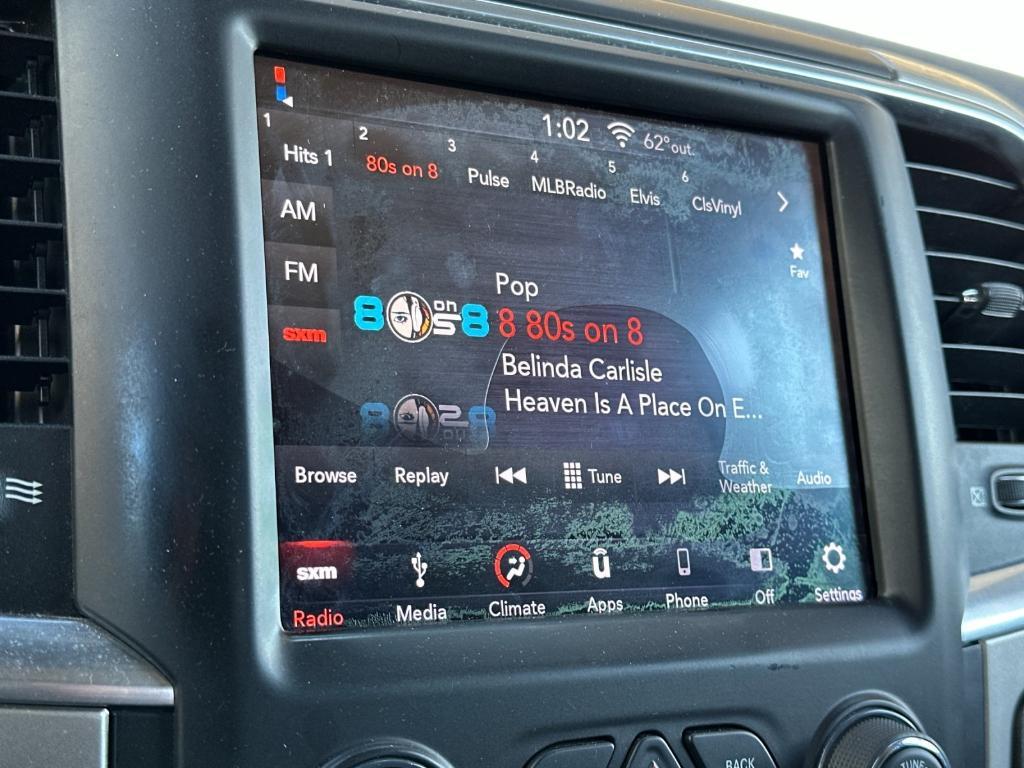 1:02 62° out.
1 2 3 4 5 6
Hits 1 80s on 8 Pulse MLBRadio Elvis ClsVinyl
AM
FM
sxm
Fav
Pop
8 80s on 8
8 80s on 8
Belinda Carlisle
Heaven Is A Place On E...
Browse Replay Tune Traffic & Weather Audio
sxm
Radio Media Climate Apps Phone Off Settings
BACK
TUNE